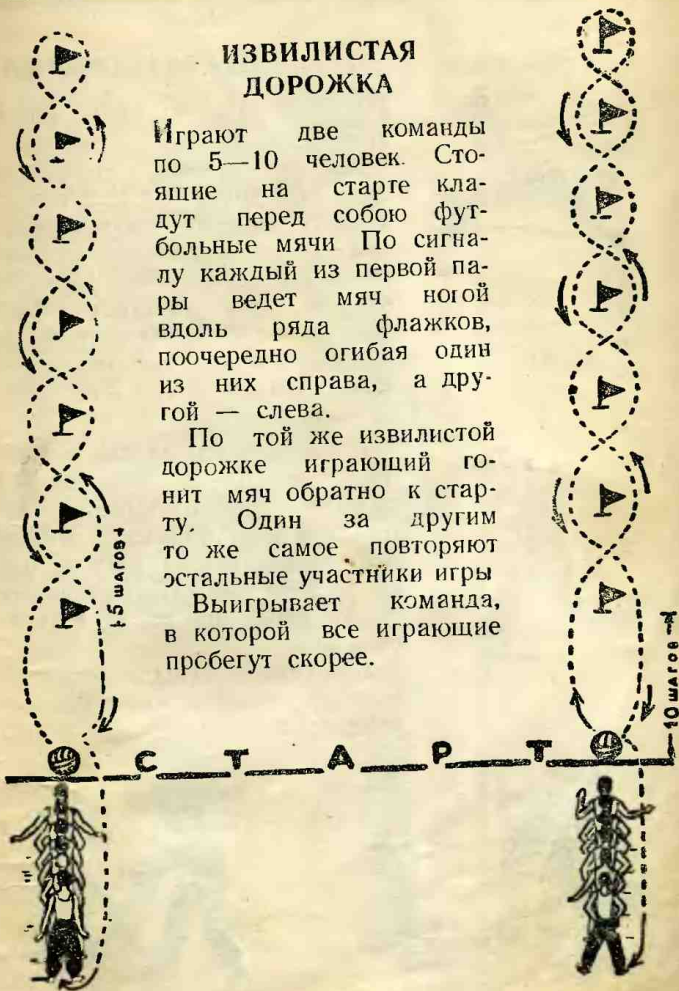 ИЗВИЛИСТАЯ
ДОРОЖКА
Играют две команды
по 5—10 человек. Сто-
ящие на старте кла-
дут перед собою фут-
больные мячи По сигна-
лу каждый из первой па-
ры ведет мяч ногой
вдоль ряда флажков,
поочередно огибая один
из них справа, а дру-
гой — слева.
По той же извилистой
дорожке играющий го-
нит мяч обратно к стар-
ту. Один за другим
то же самое повторяют
остальные участники игры
Выигрывает команда,
в которой все играющие
пробегут скорее.
5 ШАГОВ
10 ШАГОВ
СТАРТ